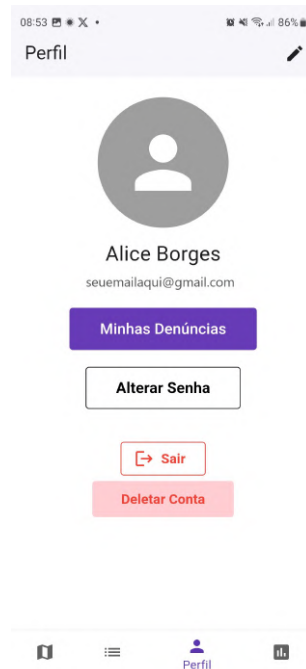 08:53
86%
Perfil
Alice Borges
seuemailaqui@gmail.com
Minhas Denúncias
Alterar Senha
Sair
Deletar Conta
Perfil